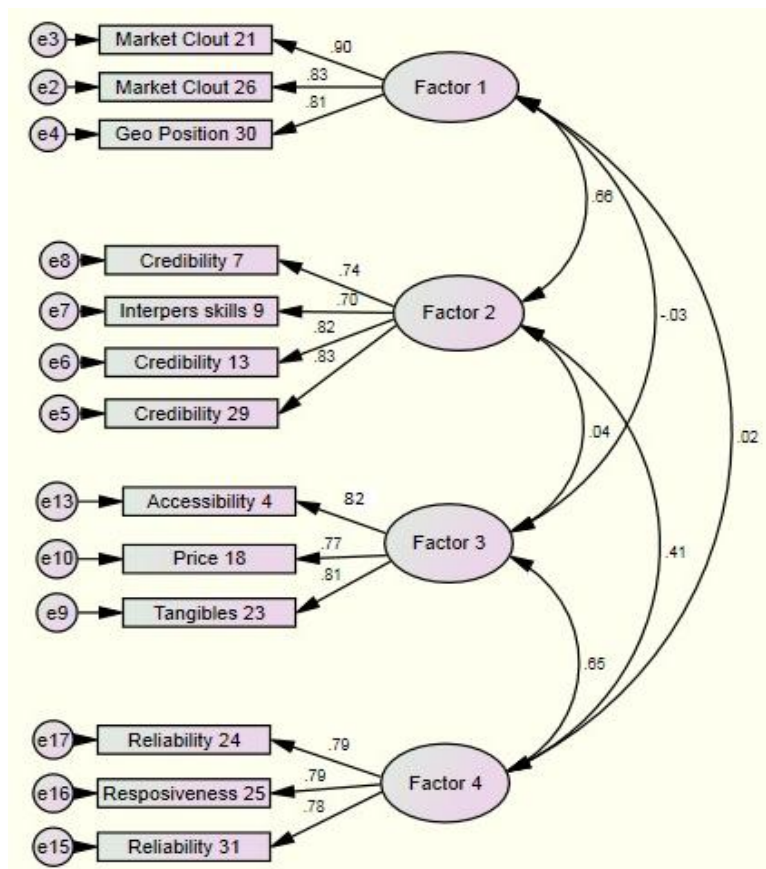 e3 Market Clout 21 .90
e2 Market Clout 26 .83 Factor 1
e4 Geo Position 30 .81
.66
e8 Credibility 7 .74
e7 Interpers skills 9 .70 Factor 2 -.03
e6 Credibility 13 .82
e5 Credibility 29 .83
.04 .02
e13 Accessibility 4 82
e10 Price 18 .77 Factor 3 .41
e9 Tangibles 23 .81
.65
e17 Reliability 24 .79
e16 Resposiveness 25 .79 Factor 4
e15 Reliability 31 .78